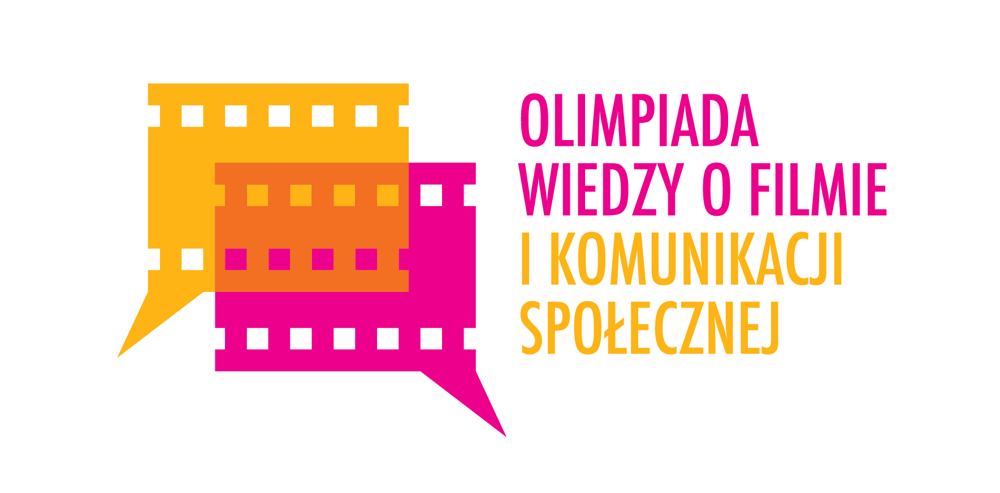 OLIMPIADA
WIEDZY O FILMIE
I KOMUNIKACJI
SPOŁECZNEJ